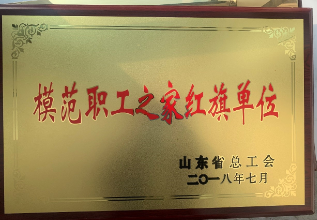 模范职工之家红旗单位
山东省总工会
二〇一八年七月